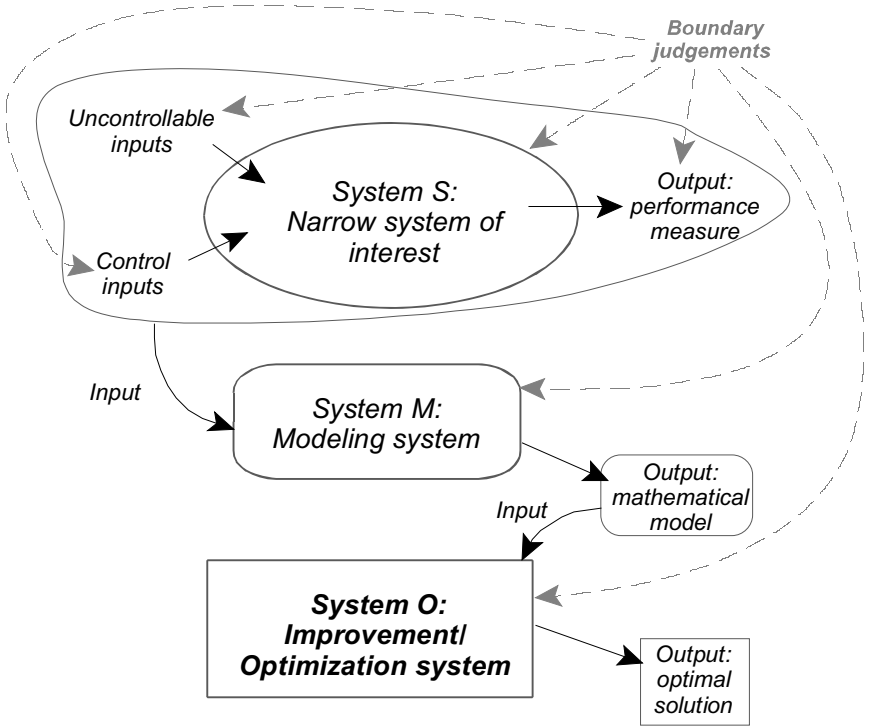 Boundary
judgements
Uncontrollable
inputs
System S:
Narrow system of
interest
Output:
performance
measure
Control
inputs
Input
System M:
Modeling system
Output:
mathematical
model
Input
System O:
Improvement/
Optimization system
Output:
optimal
solution